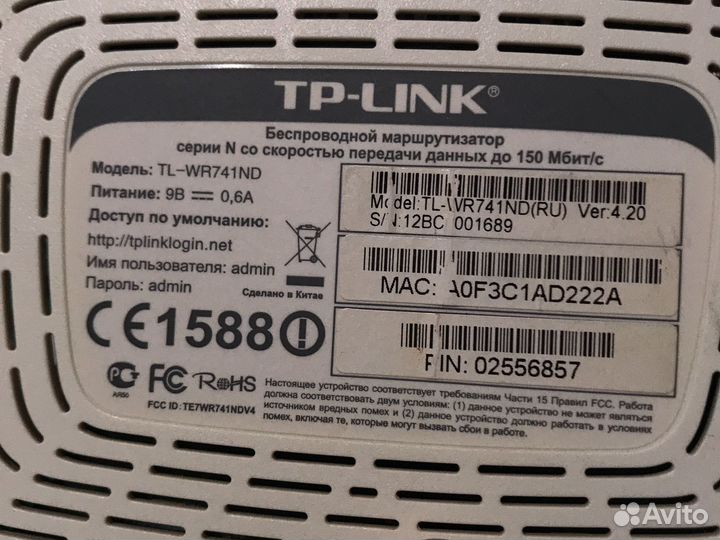 TP-LINK®
Беспроводной маршрутизатор
серии N со скоростью передачи данных до 150 Мбит/с
Модель: TL-WR741ND
Питание: 9В ⎓ 0,6А
Доступ по умолчанию:
http://tplinklogin.net
Имя пользователя: admin
Пароль: admin
Сделано в Китае
Model:TL-WR741ND(RU) Ver:4.20
S/N:12BC 001689
MAC: A0F3C1AD222A
PIN: 02556857
CE1588
АЯ56
FC RoHS
FCC ID: TE7WR741NDV4
Настоящее устройство соответствует требованиям Части 15 Правил FCC. Работа
должна соответствовать двум условиям: (1) данное устройство не может являться
источником вредных помех и (2) данное устройство должно работать в условиях
помех, включая те, которые могут вызвать сбои в работе.
Avito